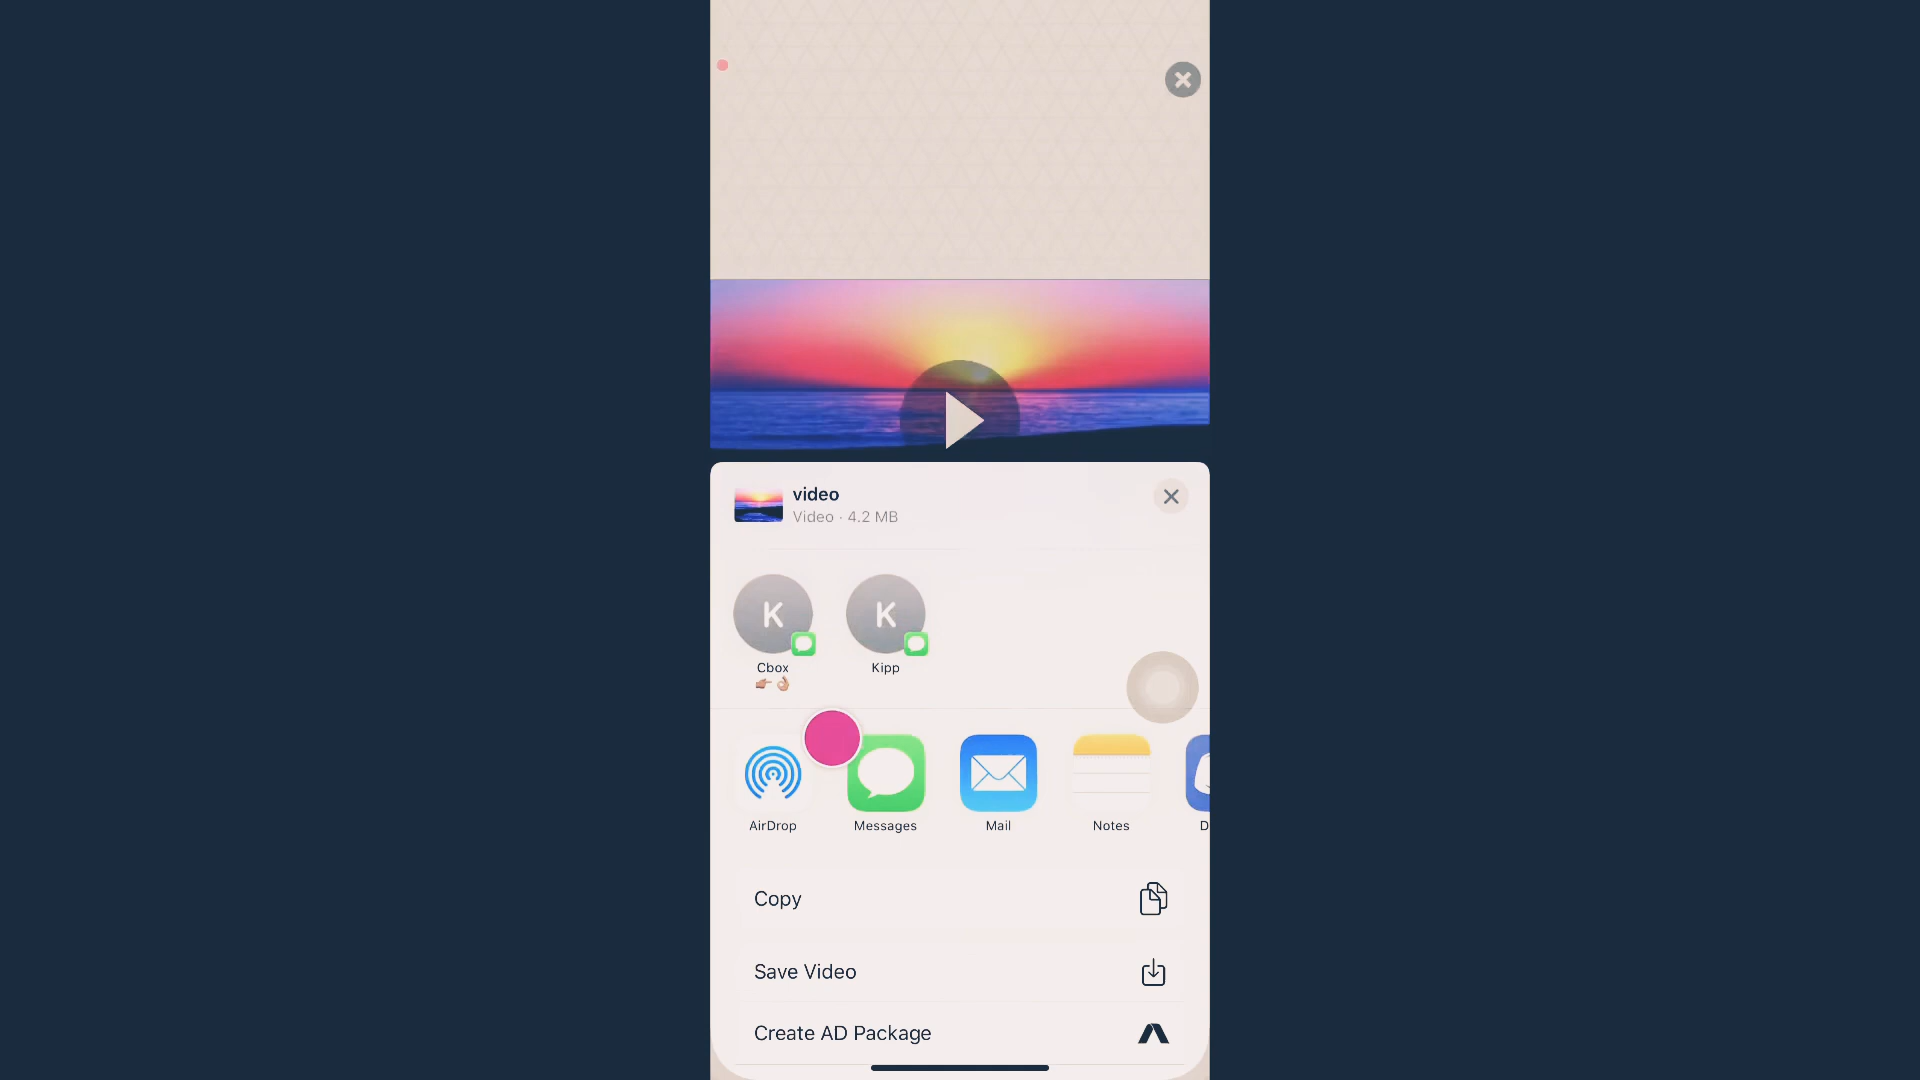 video
Video · 4.2 MB
K
K
Cbox
👉🏼👌🏼
Kipp
AirDrop
Messages
Mail
Notes
D
Copy
Save Video
Create AD Package